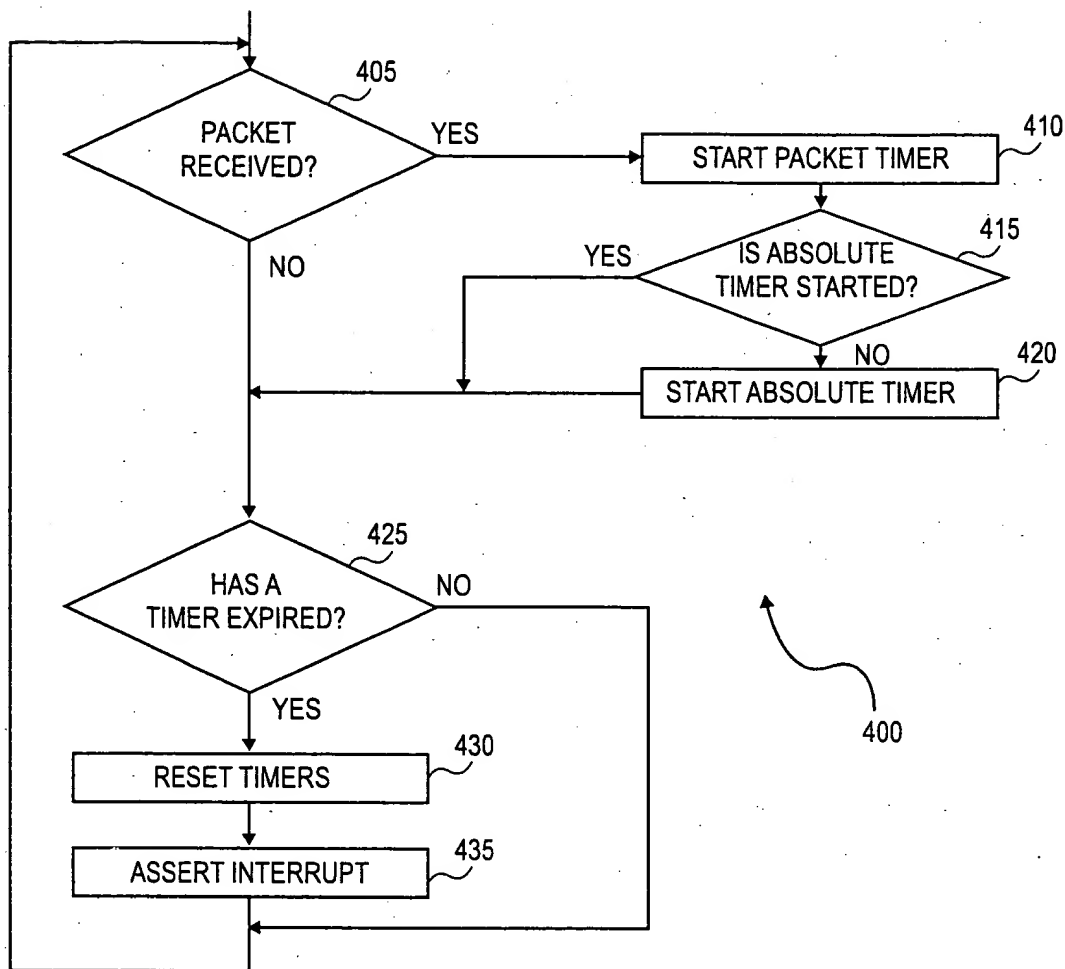 405
PACKET
RECEIVED?
YES
NO
410
START PACKET TIMER
415
IS ABSOLUTE
TIMER STARTED?
YES
NO
420
START ABSOLUTE TIMER
425
HAS A
TIMER EXPIRED?
NO
YES
430
RESET TIMERS
435
ASSERT INTERRUPT
400